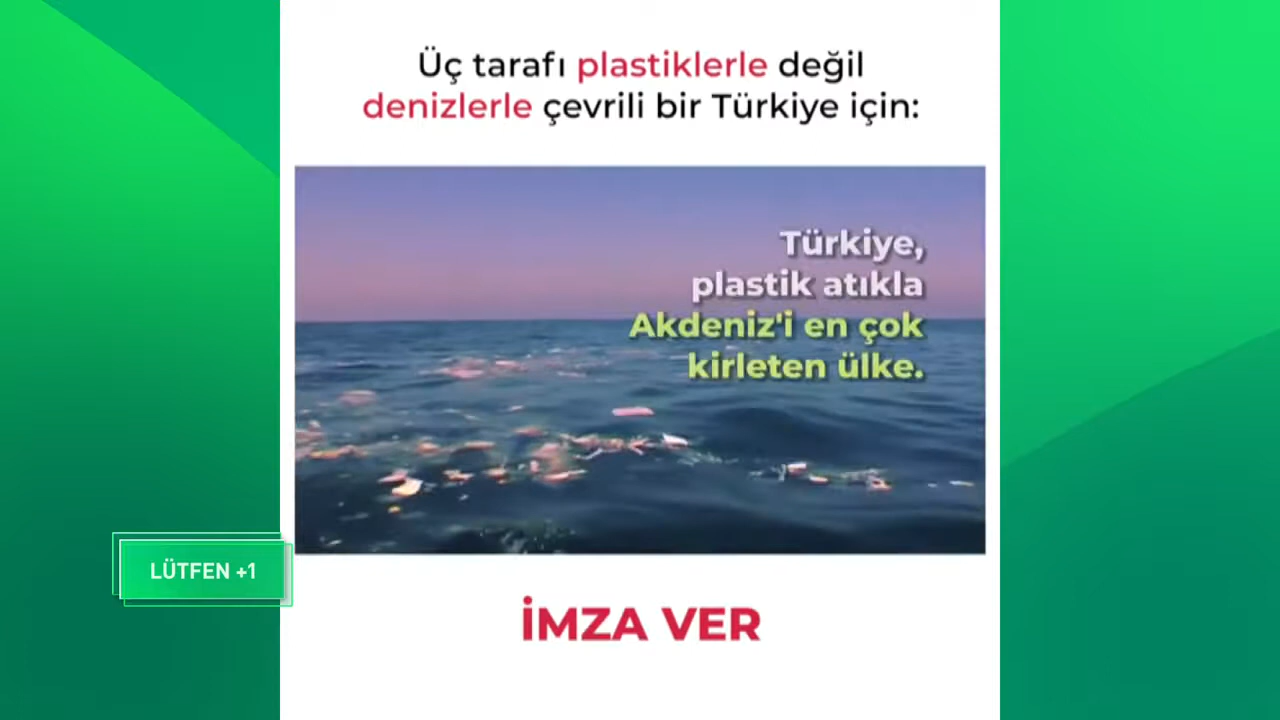 Üç tarafı plastiklerle değil
denizlerle çevrili bir Türkiye için:
Türkiye,
plastik atıkla
Akdeniz'i en çok
kirleten ülke.
LÜTFEN +1
İMZA VER